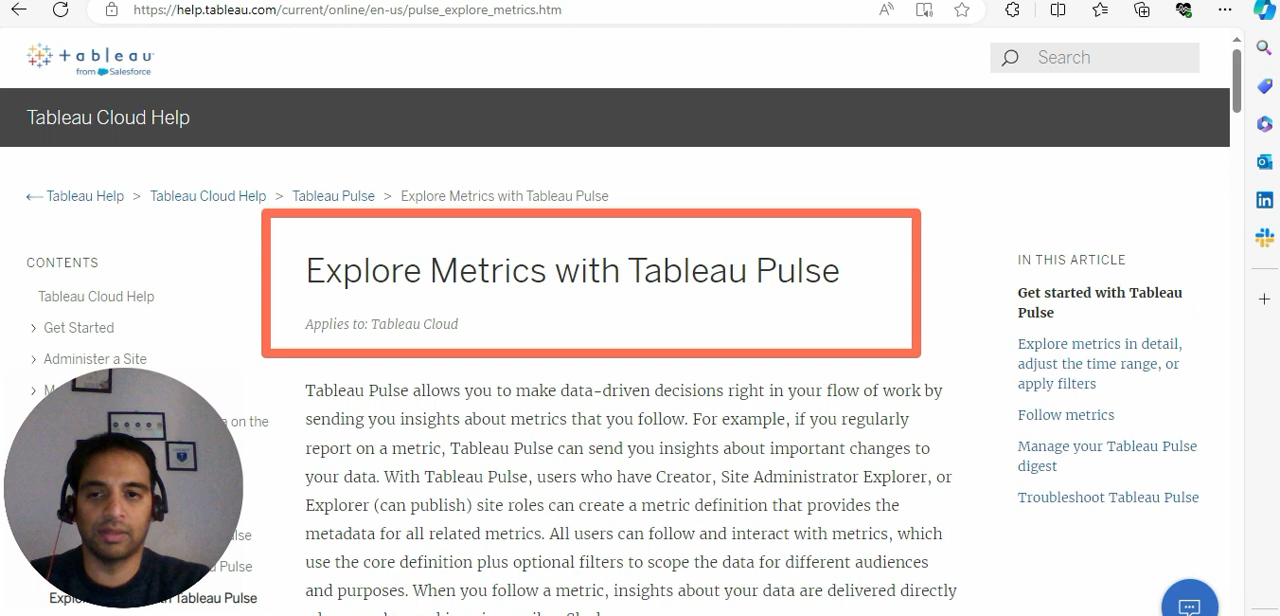 https://help.tableau.com/current/online/en-us/pulse_explore_metrics.htm
+ a b l e a u
from Salesforce
Search
Tableau Cloud Help
Tableau Help > Tableau Cloud Help > Tableau Pulse > Explore Metrics with Tableau Pulse
CONTENTS
Tableau Cloud Help
Get Started
Administer a Site
on the
Pulse
Explore Metrics with Tableau Pulse
Applies to: Tableau Cloud
Tableau Pulse allows you to make data-driven decisions right in your flow of work by
sending you insights about metrics that you follow. For example, if you regularly
report on a metric, Tableau Pulse can send you insights about important changes to
your data. With Tableau Pulse, users who have Creator, Site Administrator Explorer, or
Explorer (can publish) site roles can create a metric definition that provides the
metadata for all related metrics. All users can follow and interact with metrics, which
use the core definition plus optional filters to scope the data for different audiences
and purposes. When you follow a metric, insights about your data are delivered directly
IN THIS ARTICLE
Get started with Tableau
Pulse
Explore metrics in detail,
adjust the time range, or
apply filters
Follow metrics
Manage your Tableau Pulse
digest
Troubleshoot Tableau Pulse
Tableau Pulse